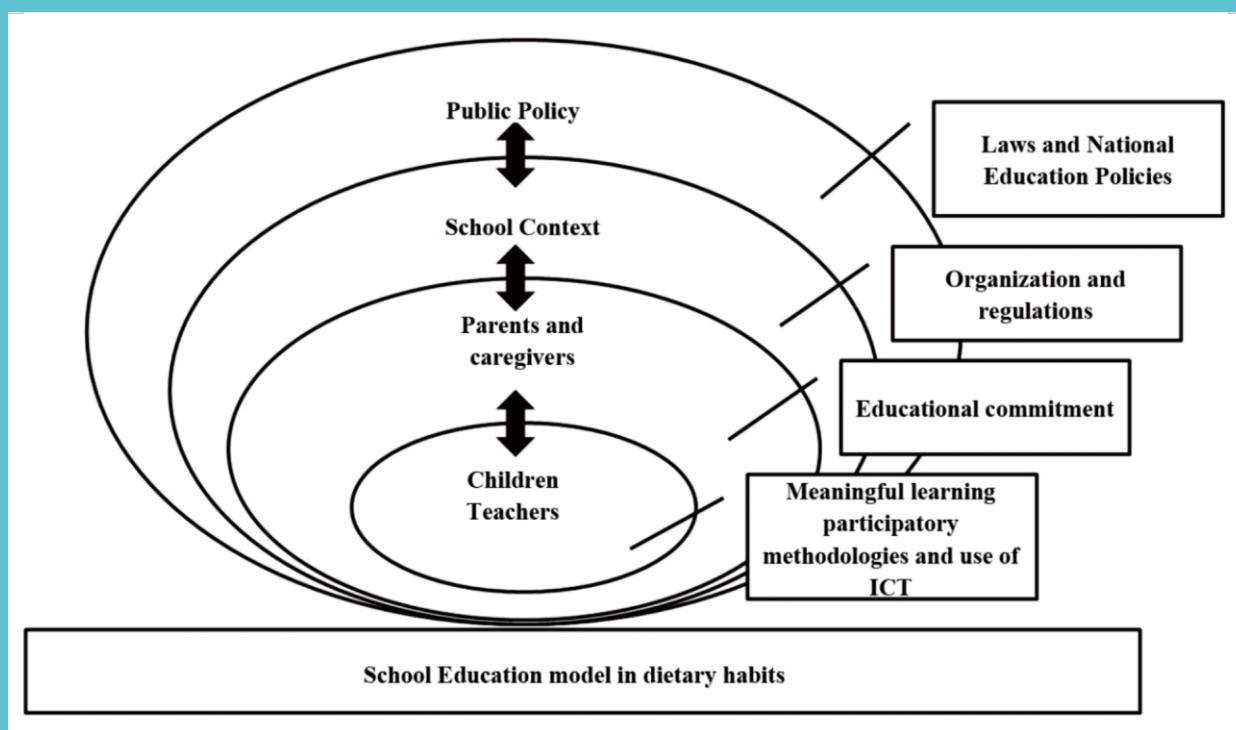 Public Policy
School Context
Parents and
caregivers
Children
Teachers
Laws and National
Education Policies
Organization and
regulations
Educational commitment
Meaningful learning
participatory
methodologies and use of
ICT
School Education model in dietary habits